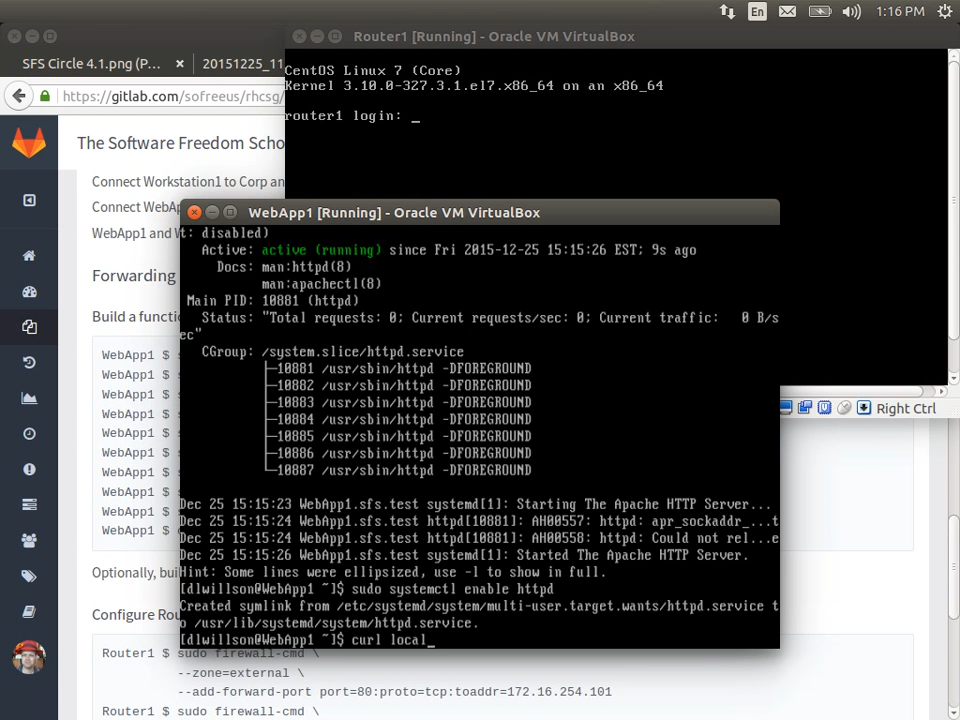 En
1:16 PM
Router1 [Running] - Oracle VM VirtualBox
SFS Circle 4.1.png (P... ×
20151225_11
https://gitlab.com/sofreeus/rhcsg/
CentOS Linux 7 (Core)
Kernel 3.10.0-327.3.1.el7.x86_64 on an x86_64
router1 login: _
The Software Freedom Scho
Connect Workstation1 to Corp an
Connect WebAp
WebApp1 and W
Forwarding
Build a functio
WebApp1 $ s
WebApp1 $ s
WebApp1 $ s
WebApp1 $ s
WebApp1 $ s
WebApp1 $ s
WebApp1 $ s
WebApp1 $ s
WebApp1 $ s
WebApp1 $ s
Optionally, bui
Configure Rou
WebApp1 [Running] - Oracle VM VirtualBox
t: disabled)
Active: active (running) since Fri 2015-12-25 15:15:26 EST; 9s ago
Docs: man:httpd(8)
man:apachectl(8)
Main PID: 10881 (httpd)
Status: "Total requests: 0; Current requests/sec: 0; Current traffic:   0 B/s
ec"
CGroup: /system.slice/httpd.service
├─10881 /usr/sbin/httpd -DFOREGROUND
├─10882 /usr/sbin/httpd -DFOREGROUND
├─10883 /usr/sbin/httpd -DFOREGROUND
├─10884 /usr/sbin/httpd -DFOREGROUND
├─10885 /usr/sbin/httpd -DFOREGROUND
├─10886 /usr/sbin/httpd -DFOREGROUND
└─10887 /usr/sbin/httpd -DFOREGROUND
Dec 25 15:15:23 WebApp1.sfs.test systemd[1]: Starting The Apache HTTP Server...
Dec 25 15:15:24 WebApp1.sfs.test httpd[10881]: AH00557: httpd: apr_sockaddr_...t
Dec 25 15:15:24 WebApp1.sfs.test httpd[10881]: AH00558: httpd: Could not rel...e
Dec 25 15:15:26 WebApp1.sfs.test systemd[1]: Started The Apache HTTP Server.
Hint: Some lines were ellipsized, use -l to show in full.
[dlwillson@WebApp1 ~]$ sudo systemctl enable httpd
Created symlink from /etc/systemd/system/multi-user.target.wants/httpd.service t
o /usr/lib/systemd/system/httpd.service.
[dlwillson@WebApp1 ~]$ curl local_
Right Ctrl
Router1 $ sudo firewall-cmd \
--zone=external \
--add-forward-port port=80:proto=tcp:toaddr=172.16.254.101
Router1 $ sudo firewall-cmd \